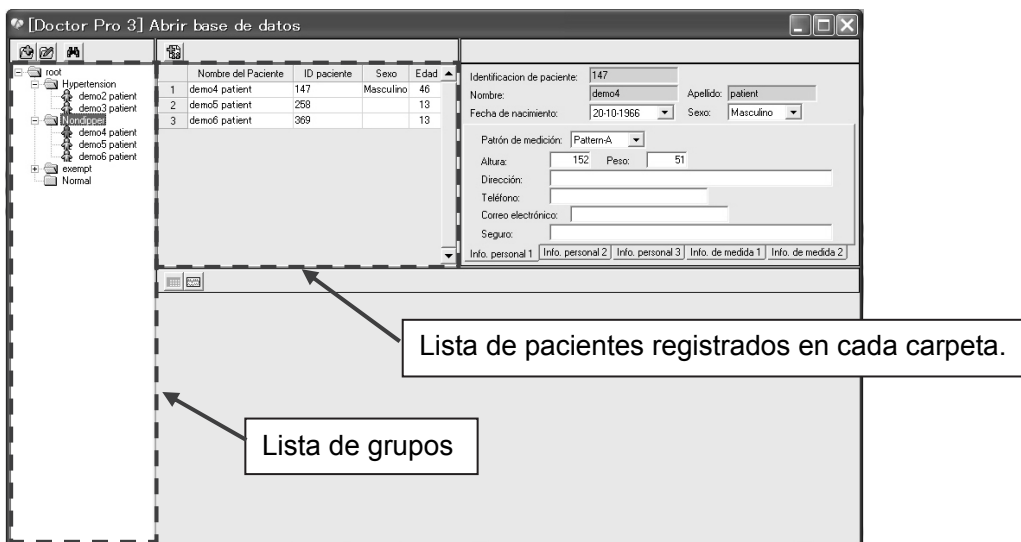 [Doctor Pro 3] Abrir base de datos
root
Hypertension
demo2 patient
demo3 patient
Nondipper
demo4 patient
demo5 patient
demo6 patient
exempt
Normal
Nombre del Paciente ID paciente Sexo Edad
1 demo4 patient 147 Masculino 46
2 demo5 patient 258 13
3 demo6 patient 369 13
Identificacion de paciente: 147
Nombre: demo4 Apellido: patient
Fecha de nacimiento: 20-10-1966 Sexo: Masculino
Patrón de medición: Pattern-A
Altura: 152 Peso: 51
Dirección:
Teléfono:
Correo electrónico:
Seguro:
Info. personal 1 Info. personal 2 Info. personal 3 Info. de medida 1 Info. de medida 2
Lista de pacientes registrados en cada carpeta.
Lista de grupos